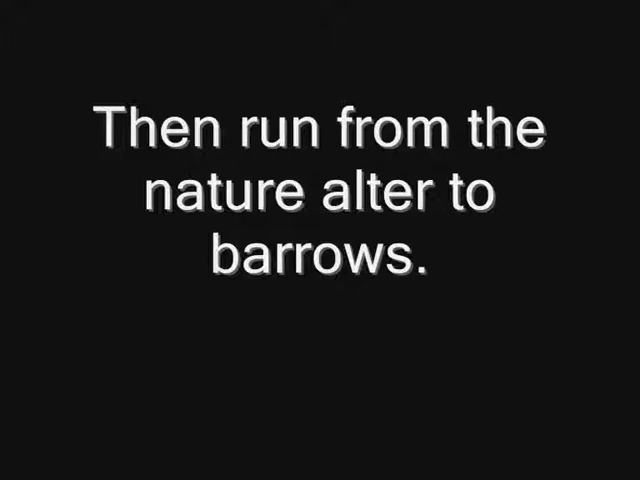 Then run from the
nature alter to
barrows.